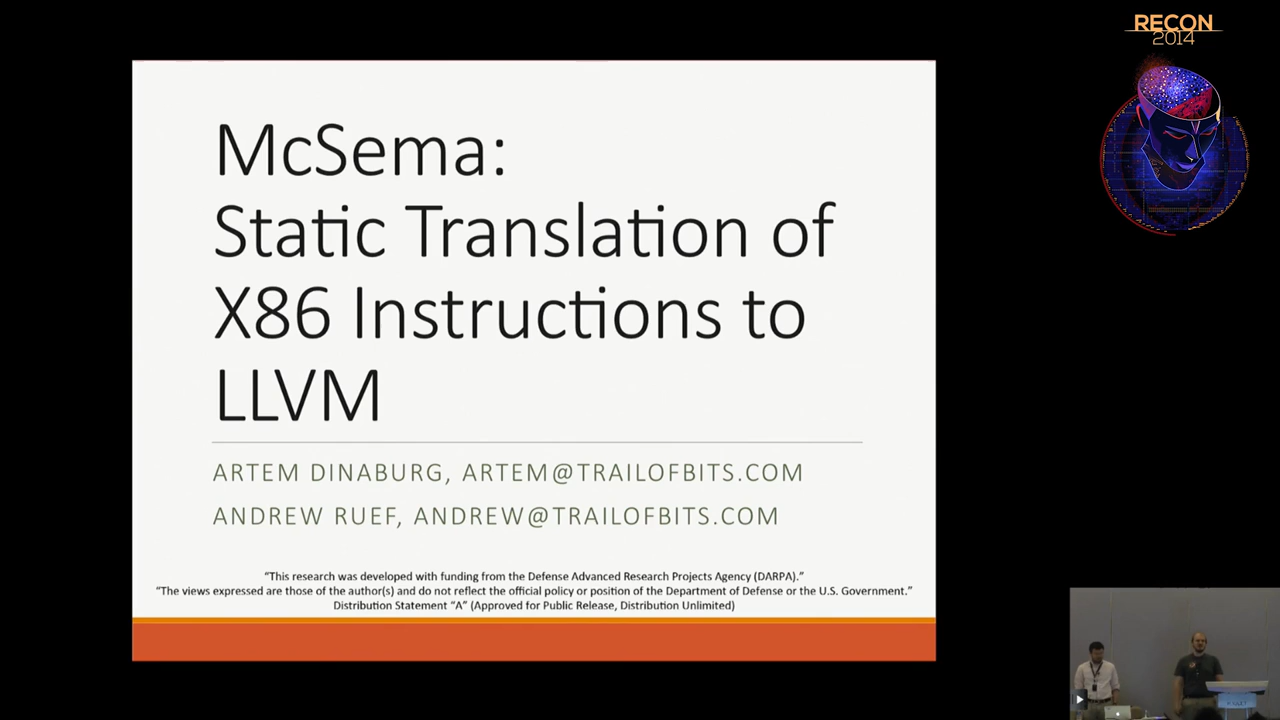 RECON
2014
McSema:
Static Translation of
X86 Instructions to
LLVM
ARTEM DINABURG, ARTEM@TRAILOFBITS.COM
ANDREW RUEF, ANDREW@TRAILOFBITS.COM
“This research was developed with funding from the Defense Advanced Research Projects Agency (DARPA).”
“The views expressed are those of the author(s) and do not reflect the official policy or position of the Department of Defense or the U.S. Government.”
Distribution Statement “A” (Approved for Public Release, Distribution Unlimited)